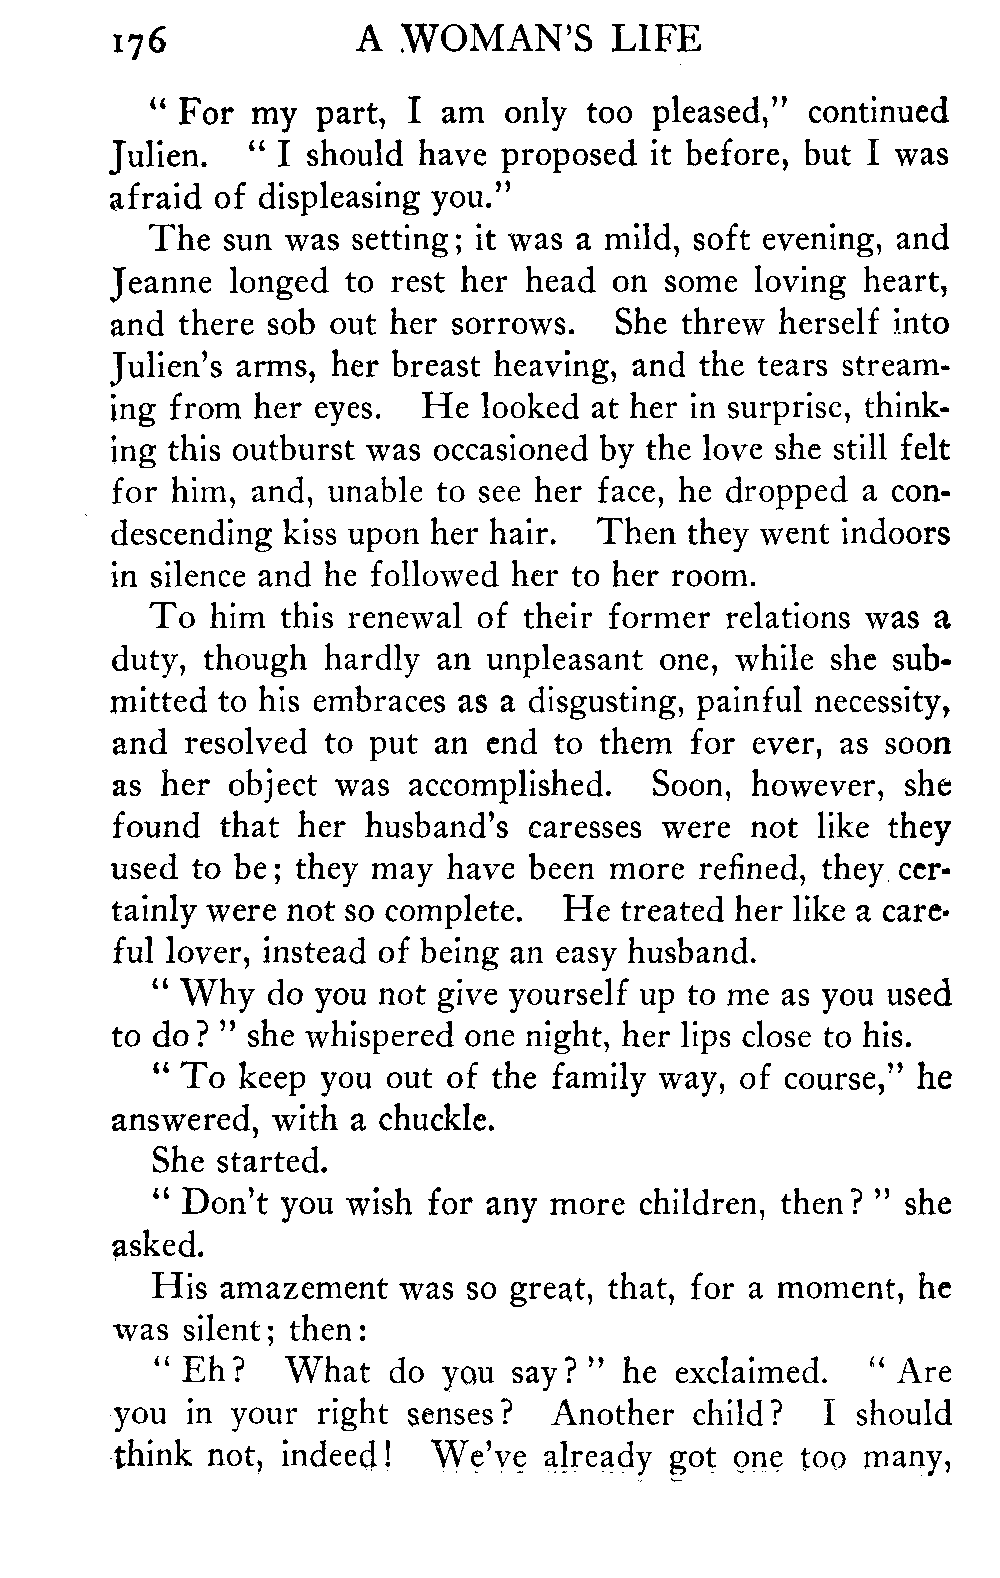 176 A WOMAN'S LIFE
" For my part, I am only too pleased," continued
Julien. " I should have proposed it before, but I was
afraid of displeasing you."
The sun was setting; it was a mild, soft evening, and
Jeanne longed to rest her head on some loving heart,
and there sob out her sorrows. She threw herself into
Julien's arms, her breast heaving, and the tears stream-
ing from her eyes. He looked at her in surprise, think-
ing this outburst was occasioned by the love she still felt
for him, and, unable to see her face, he dropped a con-
descending kiss upon her hair. Then they went indoors
in silence and he followed her to her room.
To him this renewal of their former relations was a
duty, though hardly an unpleasant one, while she sub-
mitted to his embraces as a disgusting, painful necessity,
and resolved to put an end to them for ever, as soon
as her object was accomplished. Soon, however, she
found that her husband's caresses were not like they
used to be; they may have been more refined, they cer-
tainly were not so complete. He treated her like a care-
ful lover, instead of being an easy husband.
" Why do you not give yourself up to me as you used
to do? " she whispered one night, her lips close to his.
" To keep you out of the family way, of course," he
answered, with a chuckle.
She started.
" Don't you wish for any more children, then? " she
asked.
His amazement was so great, that, for a moment, he
was silent; then:
" Eh? What do you say? " he exclaimed. " Are
you in your right senses? Another child? I should
think not, indeed! We've already got one too many,